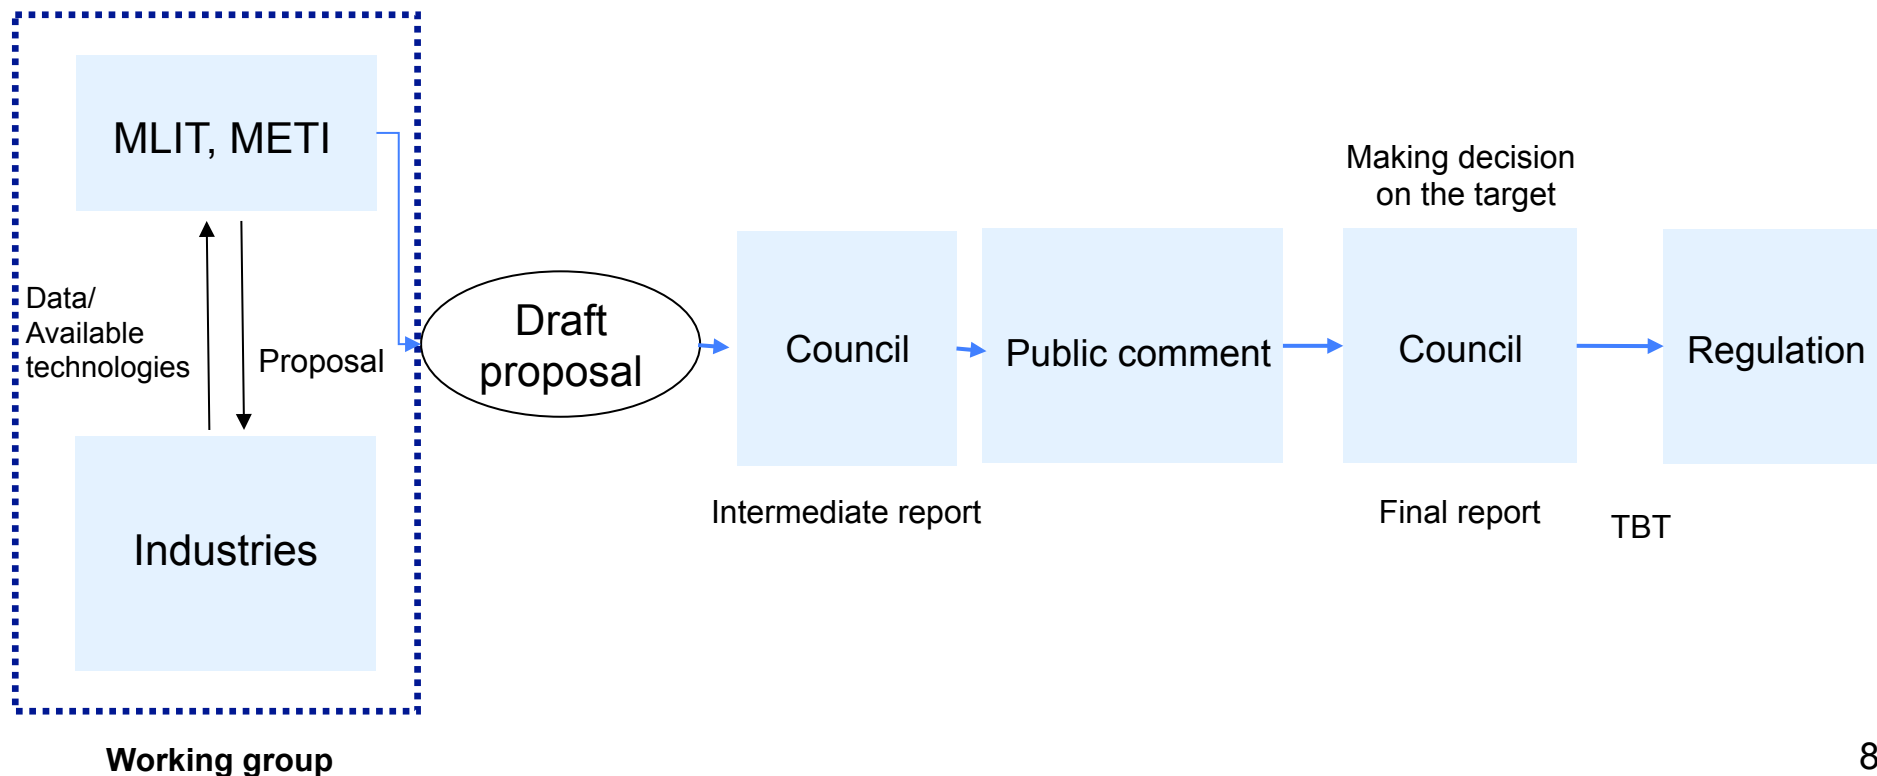 MLIT, METI
Data/
Available
technologies
Proposal
Industries
Working group
Draft
proposal
Council
Intermediate report
Public comment
Making decision
on the target
Council
Final report
TBT
Regulation
8